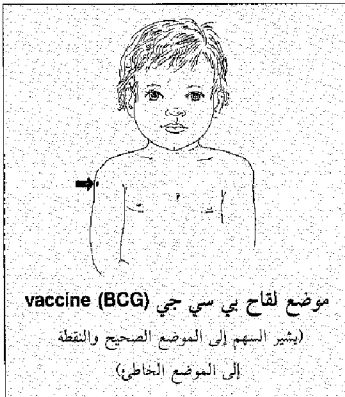 موضع لقاح بي سي جي vaccine (BCG)
(يشير السهم إلى الموضع الصحيح والنقطة
إلى الموضع الخاطئ)